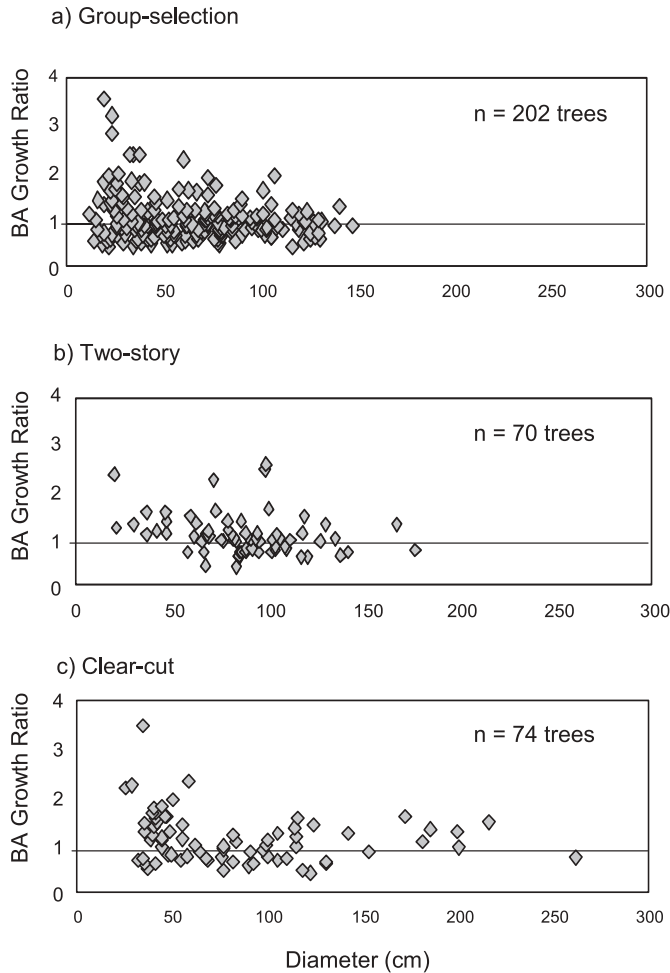 a) Group-selection
BA Growth Ratio
4
3
2
1
0
n = 202 trees
0 50 100 150 200 250 300
b) Two-story
BA Growth Ratio
4
3
2
1
0
n = 70 trees
0 50 100 150 200 250 300
c) Clear-cut
BA Growth Ratio
4
3
2
1
0
n = 74 trees
0 50 100 150 200 250 300
Diameter (cm)